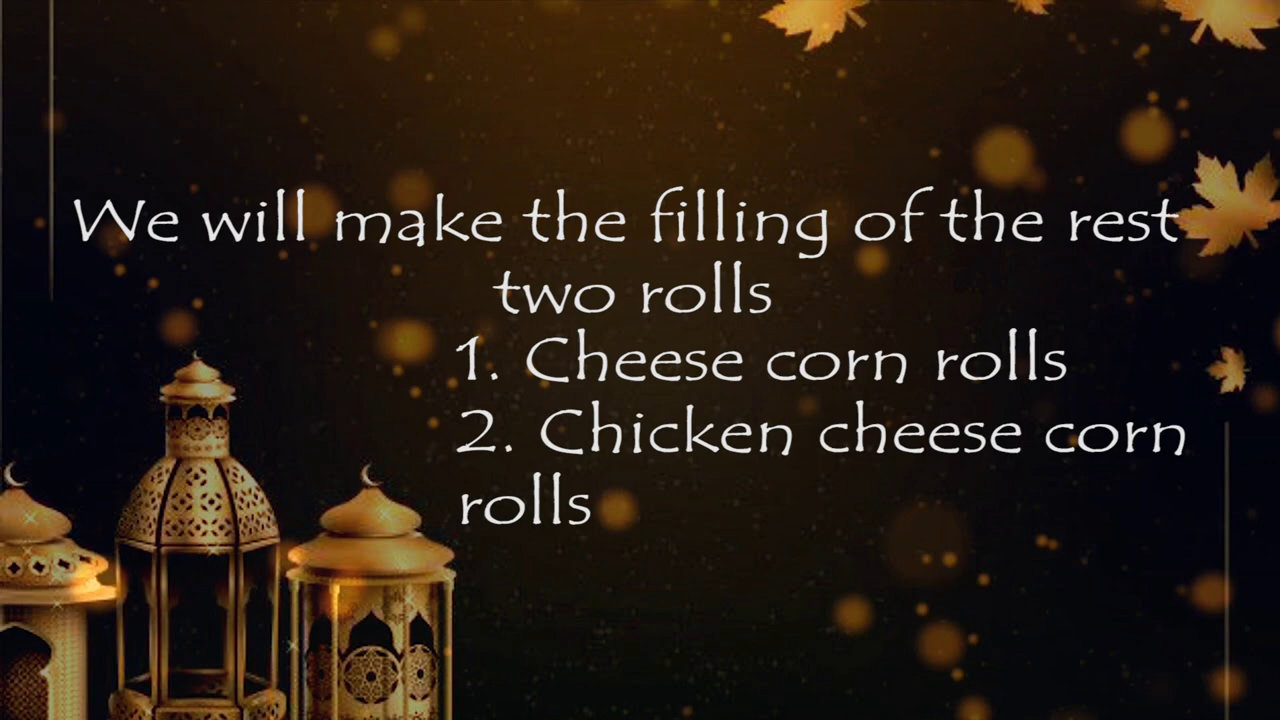 We will make the filling of the rest
two rolls
1. Cheese corn rolls
2. Chicken cheese corn
rolls